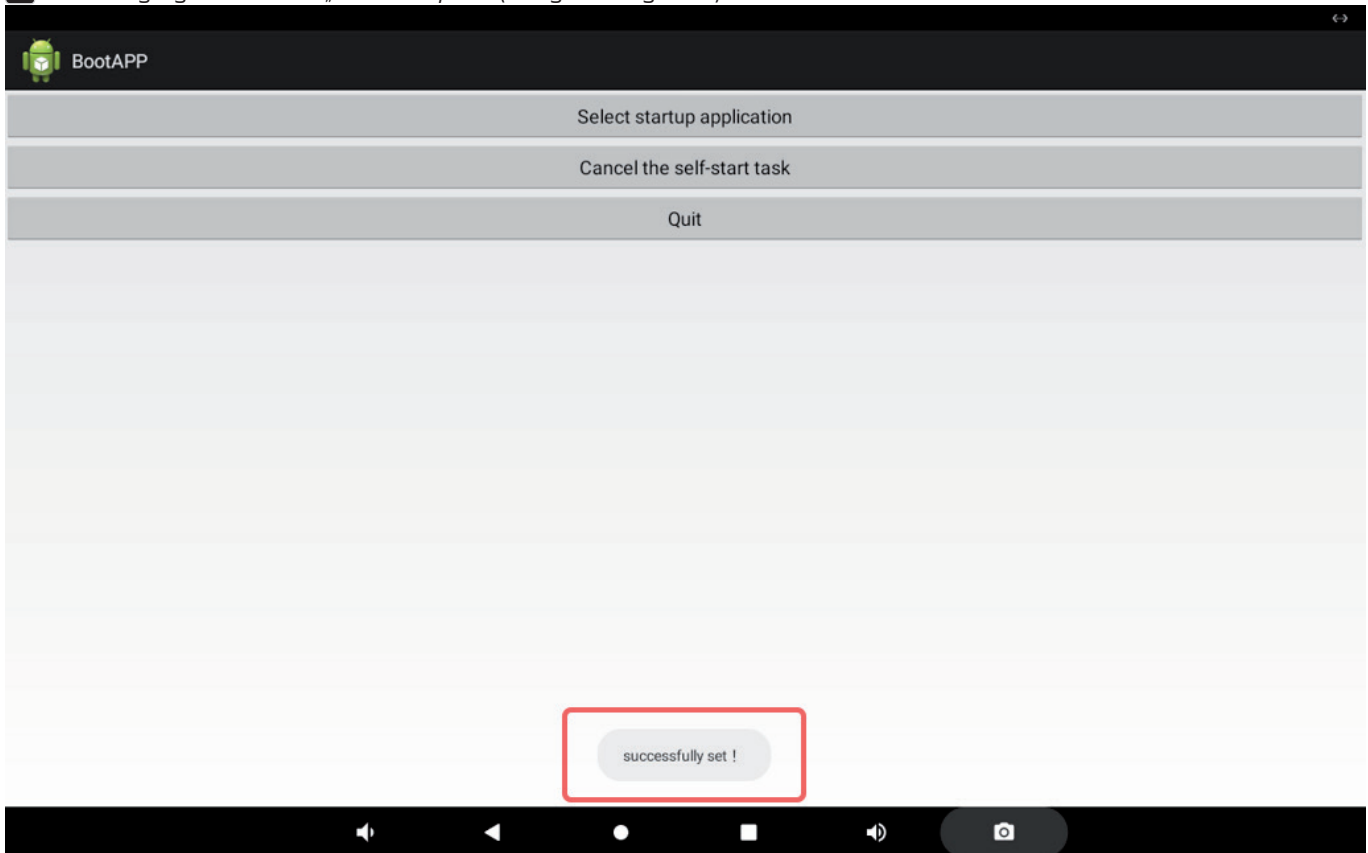 BootAPP
Select startup application
Cancel the self-start task
Quit
successfully set !